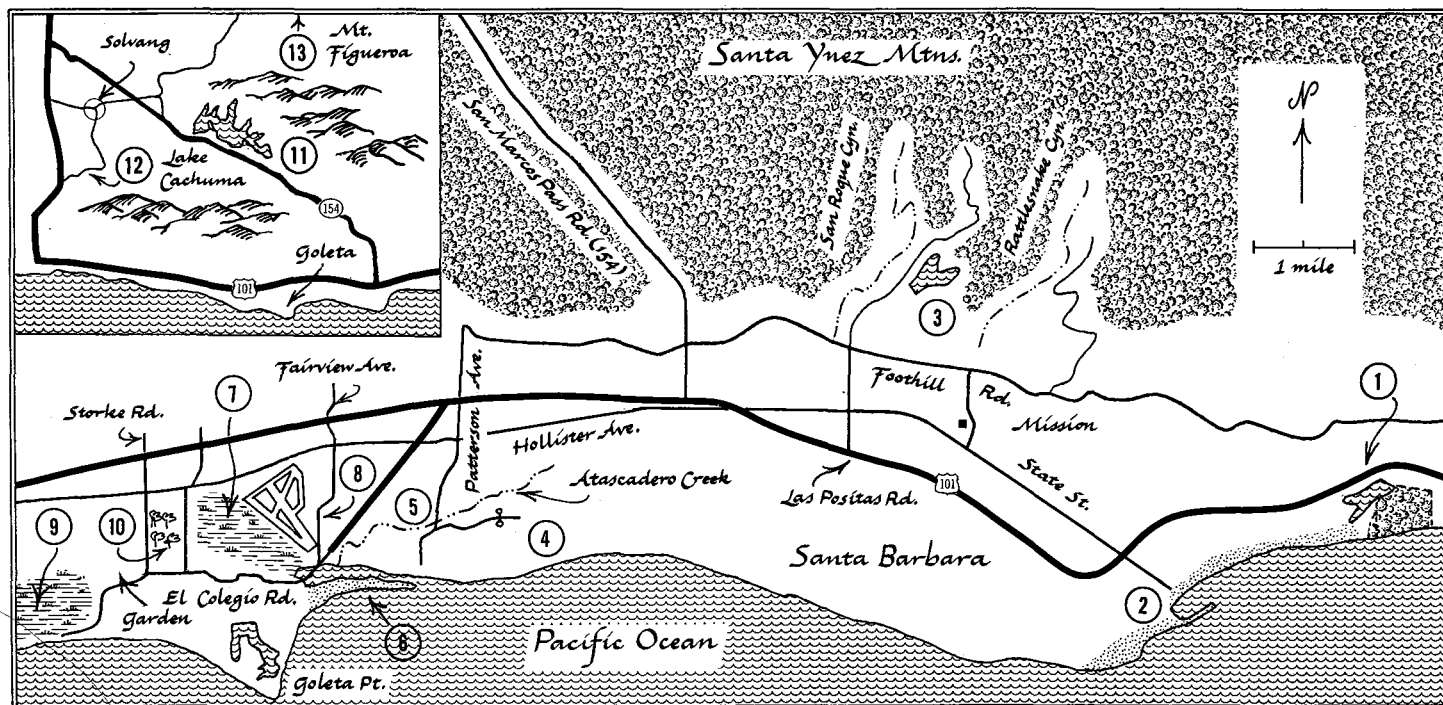 Solvang
13
Mt.
Figueroa
12
Lake
Cachuma
11
154
Goleta
101
Santa Ynez Mtns.
San Narcos Pass Rd. (154)
San Roque Cyn.
Rattlesnake Cyn.
N
1 mile
3
Storke Rd.
7
Fairview Ave.
Patterson Ave.
Hollister Ave.
Foothill
Rd.
Mission
1
8
Atascadero Creek
5
4
Las Positas Rd.
101
State St.
9
10
Santa Barbara
2
El Colegio Rd.
Garden
6
Pacific Ocean
Goleta Pt.